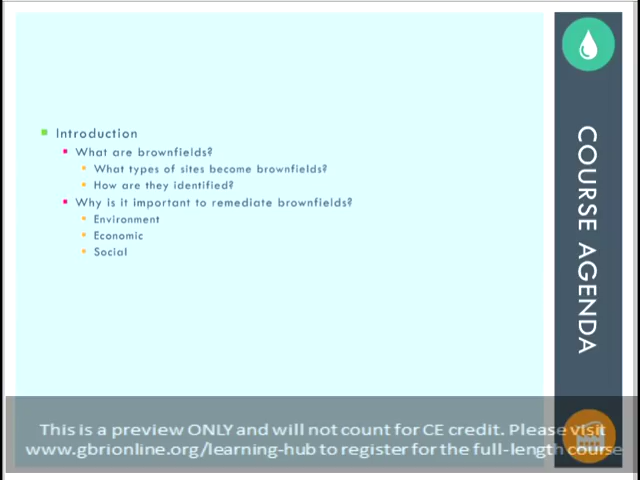 Introduction
What are brownfields?
What types of sites become brownfields?
How are they identified?
Why is it important to remediate brownfields?
Environment
Economic
Social
COURSE AGENDA
This is a preview ONLY and will not count for CE credit. Please visit
www.gbrionline.org/learning-hub to register for the full-length course